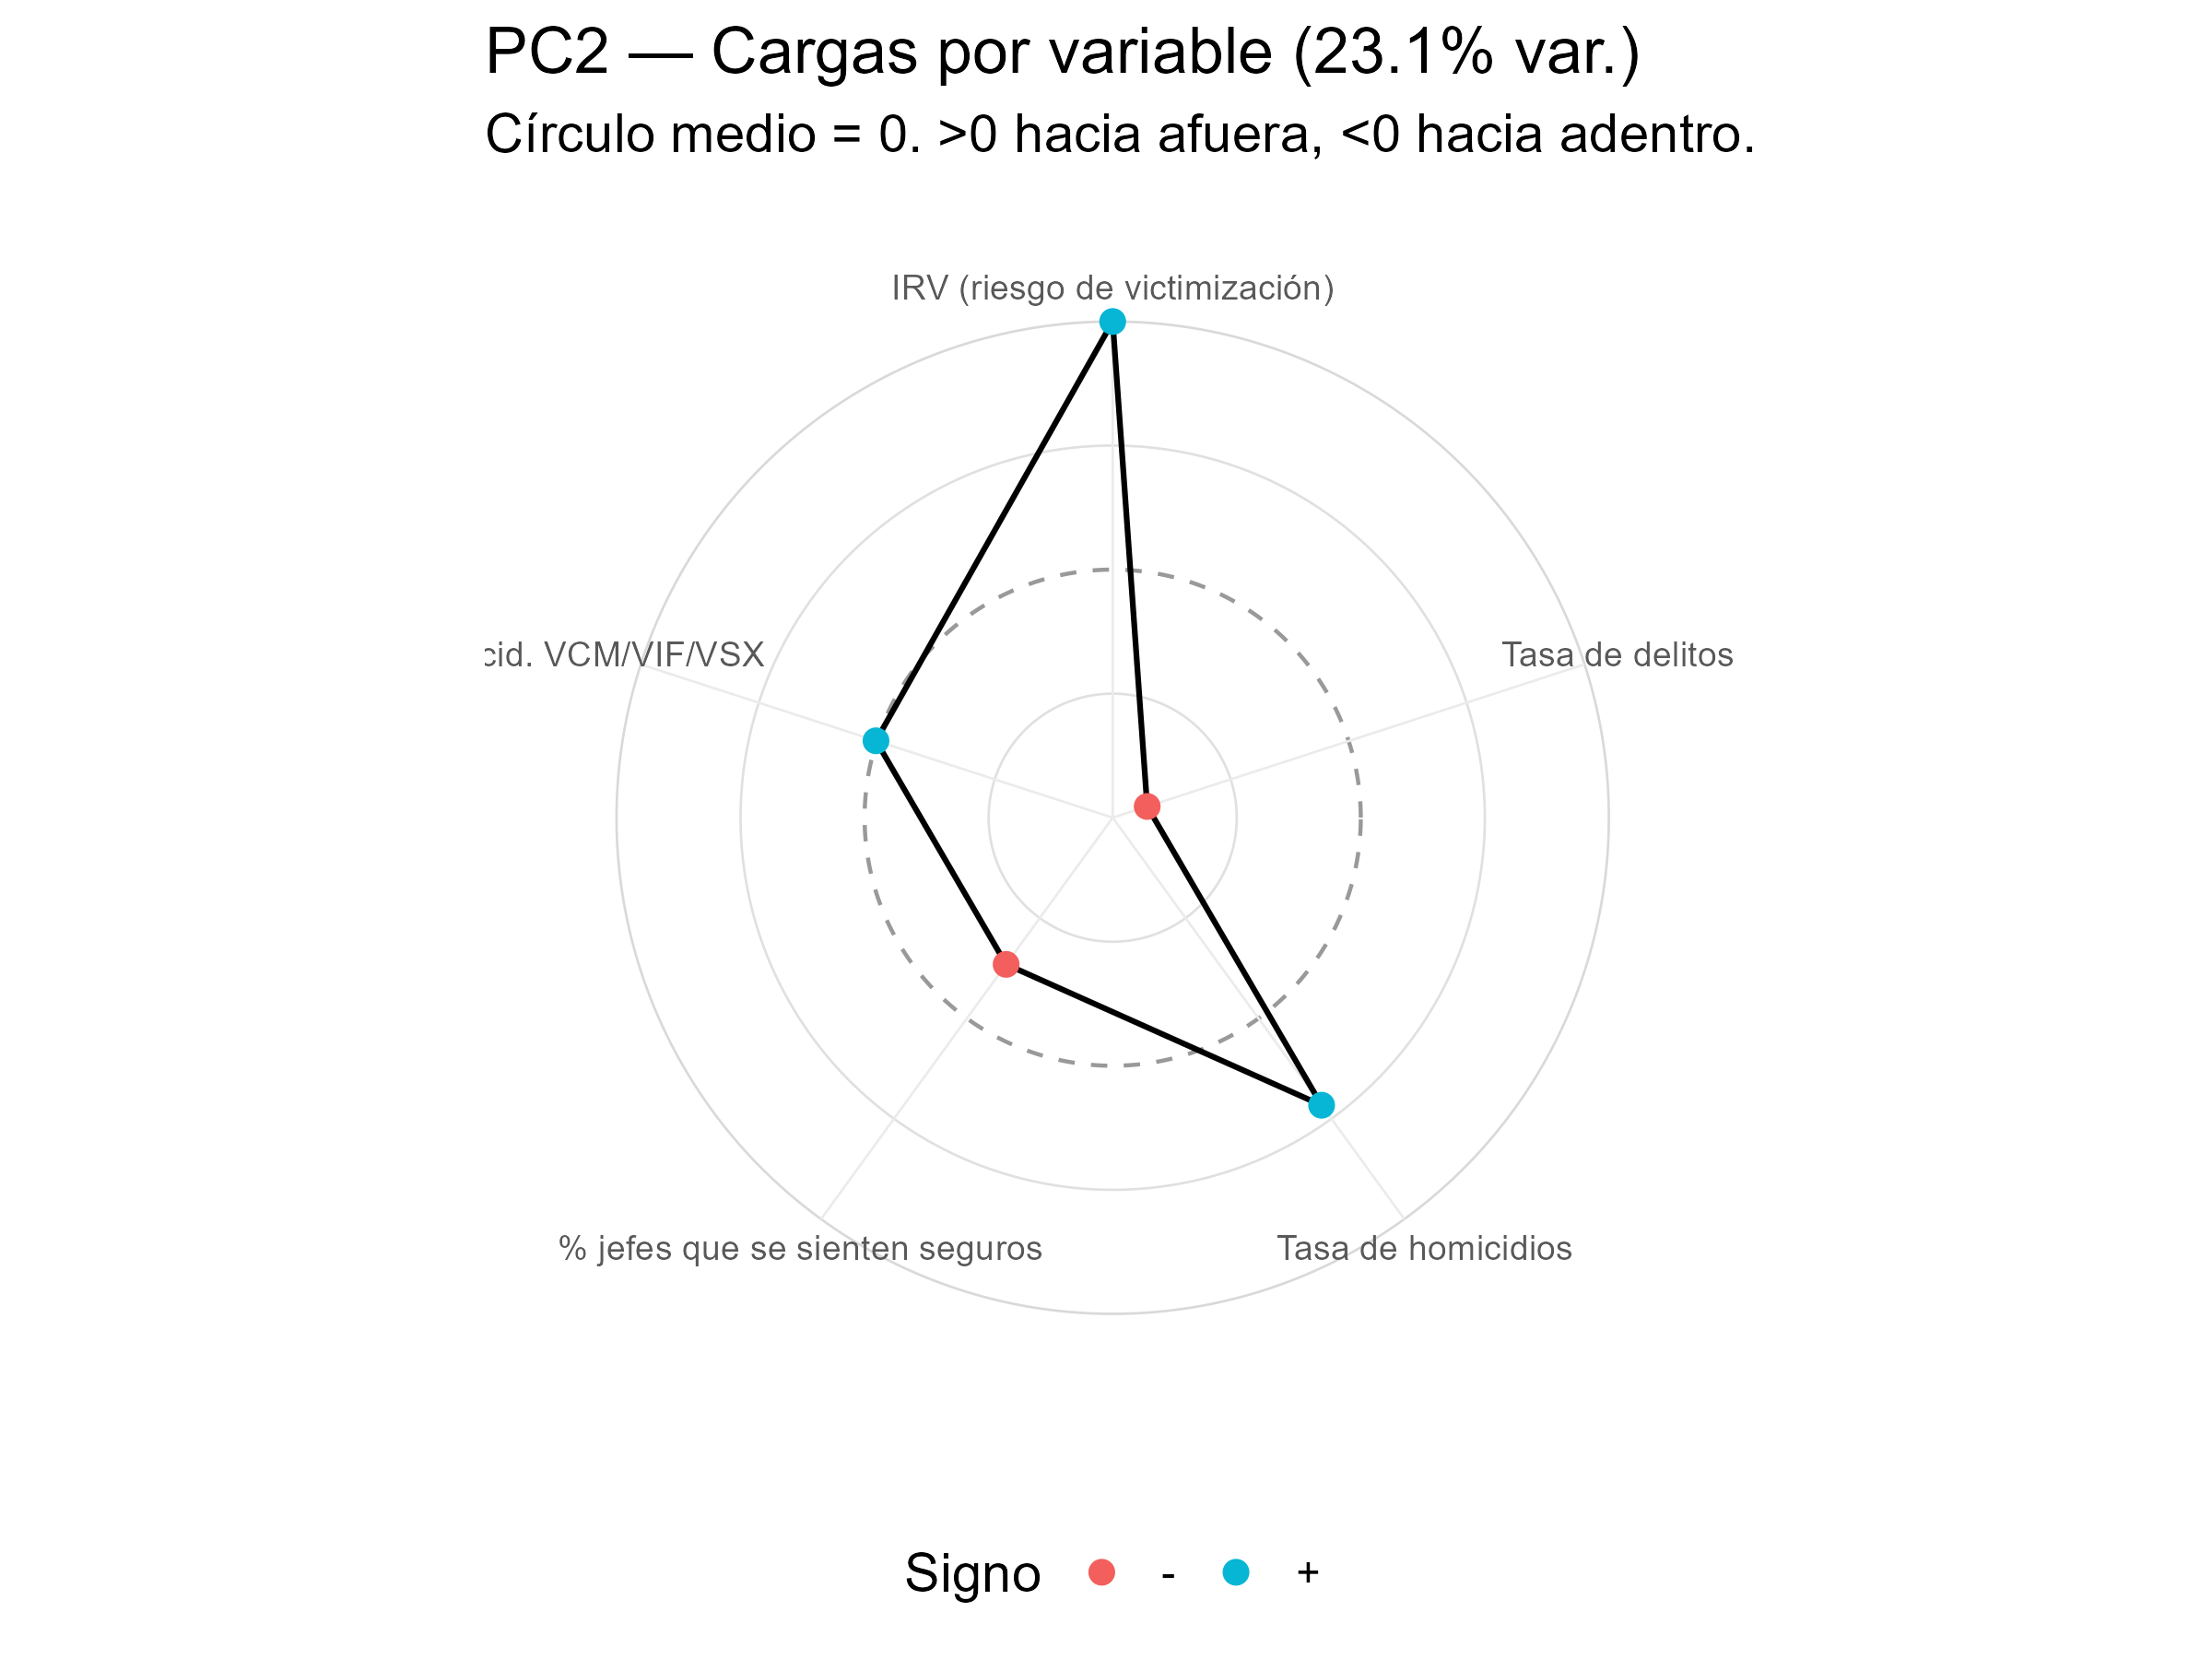 PC2 — Cargas por variable (23.1% var.)
Círculo medio = 0. >0 hacia afuera, <0 hacia adentro.
IRV (riesgo de victimización)
cid. VCM/VIF/VSX
Tasa de delitos
% jefes que se sienten seguros
Tasa de homicidios
Signo - +